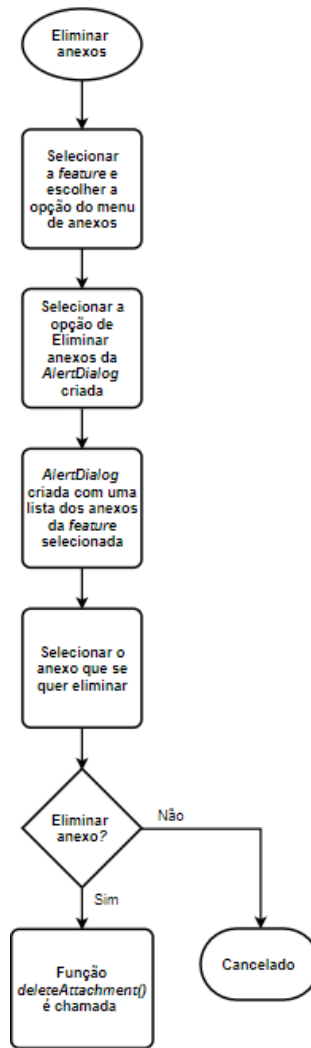 Eliminar
anexos
Selecionar
a feature e
escolher a
opção do menu
de anexos
Selecionar a
opção de
Eliminar
anexos da
AlertDialog
criada
AlertDialog
criada com uma
lista dos anexos
da feature
selecionada
Selecionar o
anexo que se
quer eliminar
Eliminar
anexo?
Não
Sim
Função
deleteAttachment()
é chamada
Cancelado